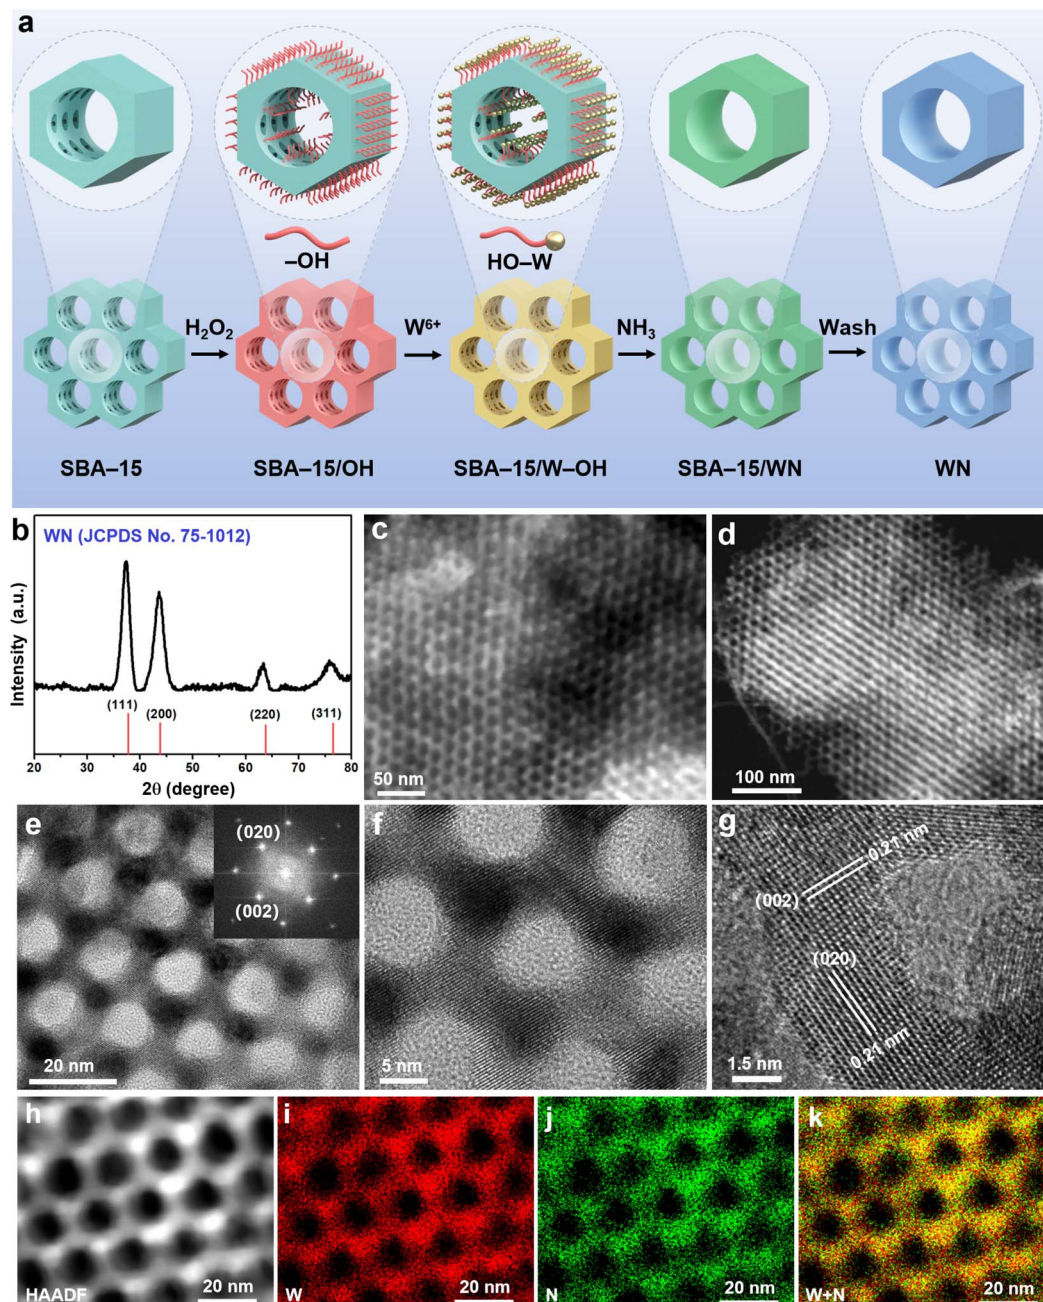 a
–OH
HO–W
H₂O₂
W⁶⁺
NH₃
Wash
SBA–15
SBA–15/OH
SBA–15/W–OH
SBA–15/WN
WN
b
WN (JCPDS No. 75-1012)
Intensity (a.u.)
(111)
(200)
(220)
(311)
20 30 40 50 60 70 80
2θ (degree)
c
50 nm
d
100 nm
e
(020)
(002)
20 nm
f
5 nm
g
0.21 nm
(002)
(020)
0.21 nm
1.5 nm
h
HAADF
20 nm
i
W
20 nm
j
N
20 nm
k
W+N
20 nm